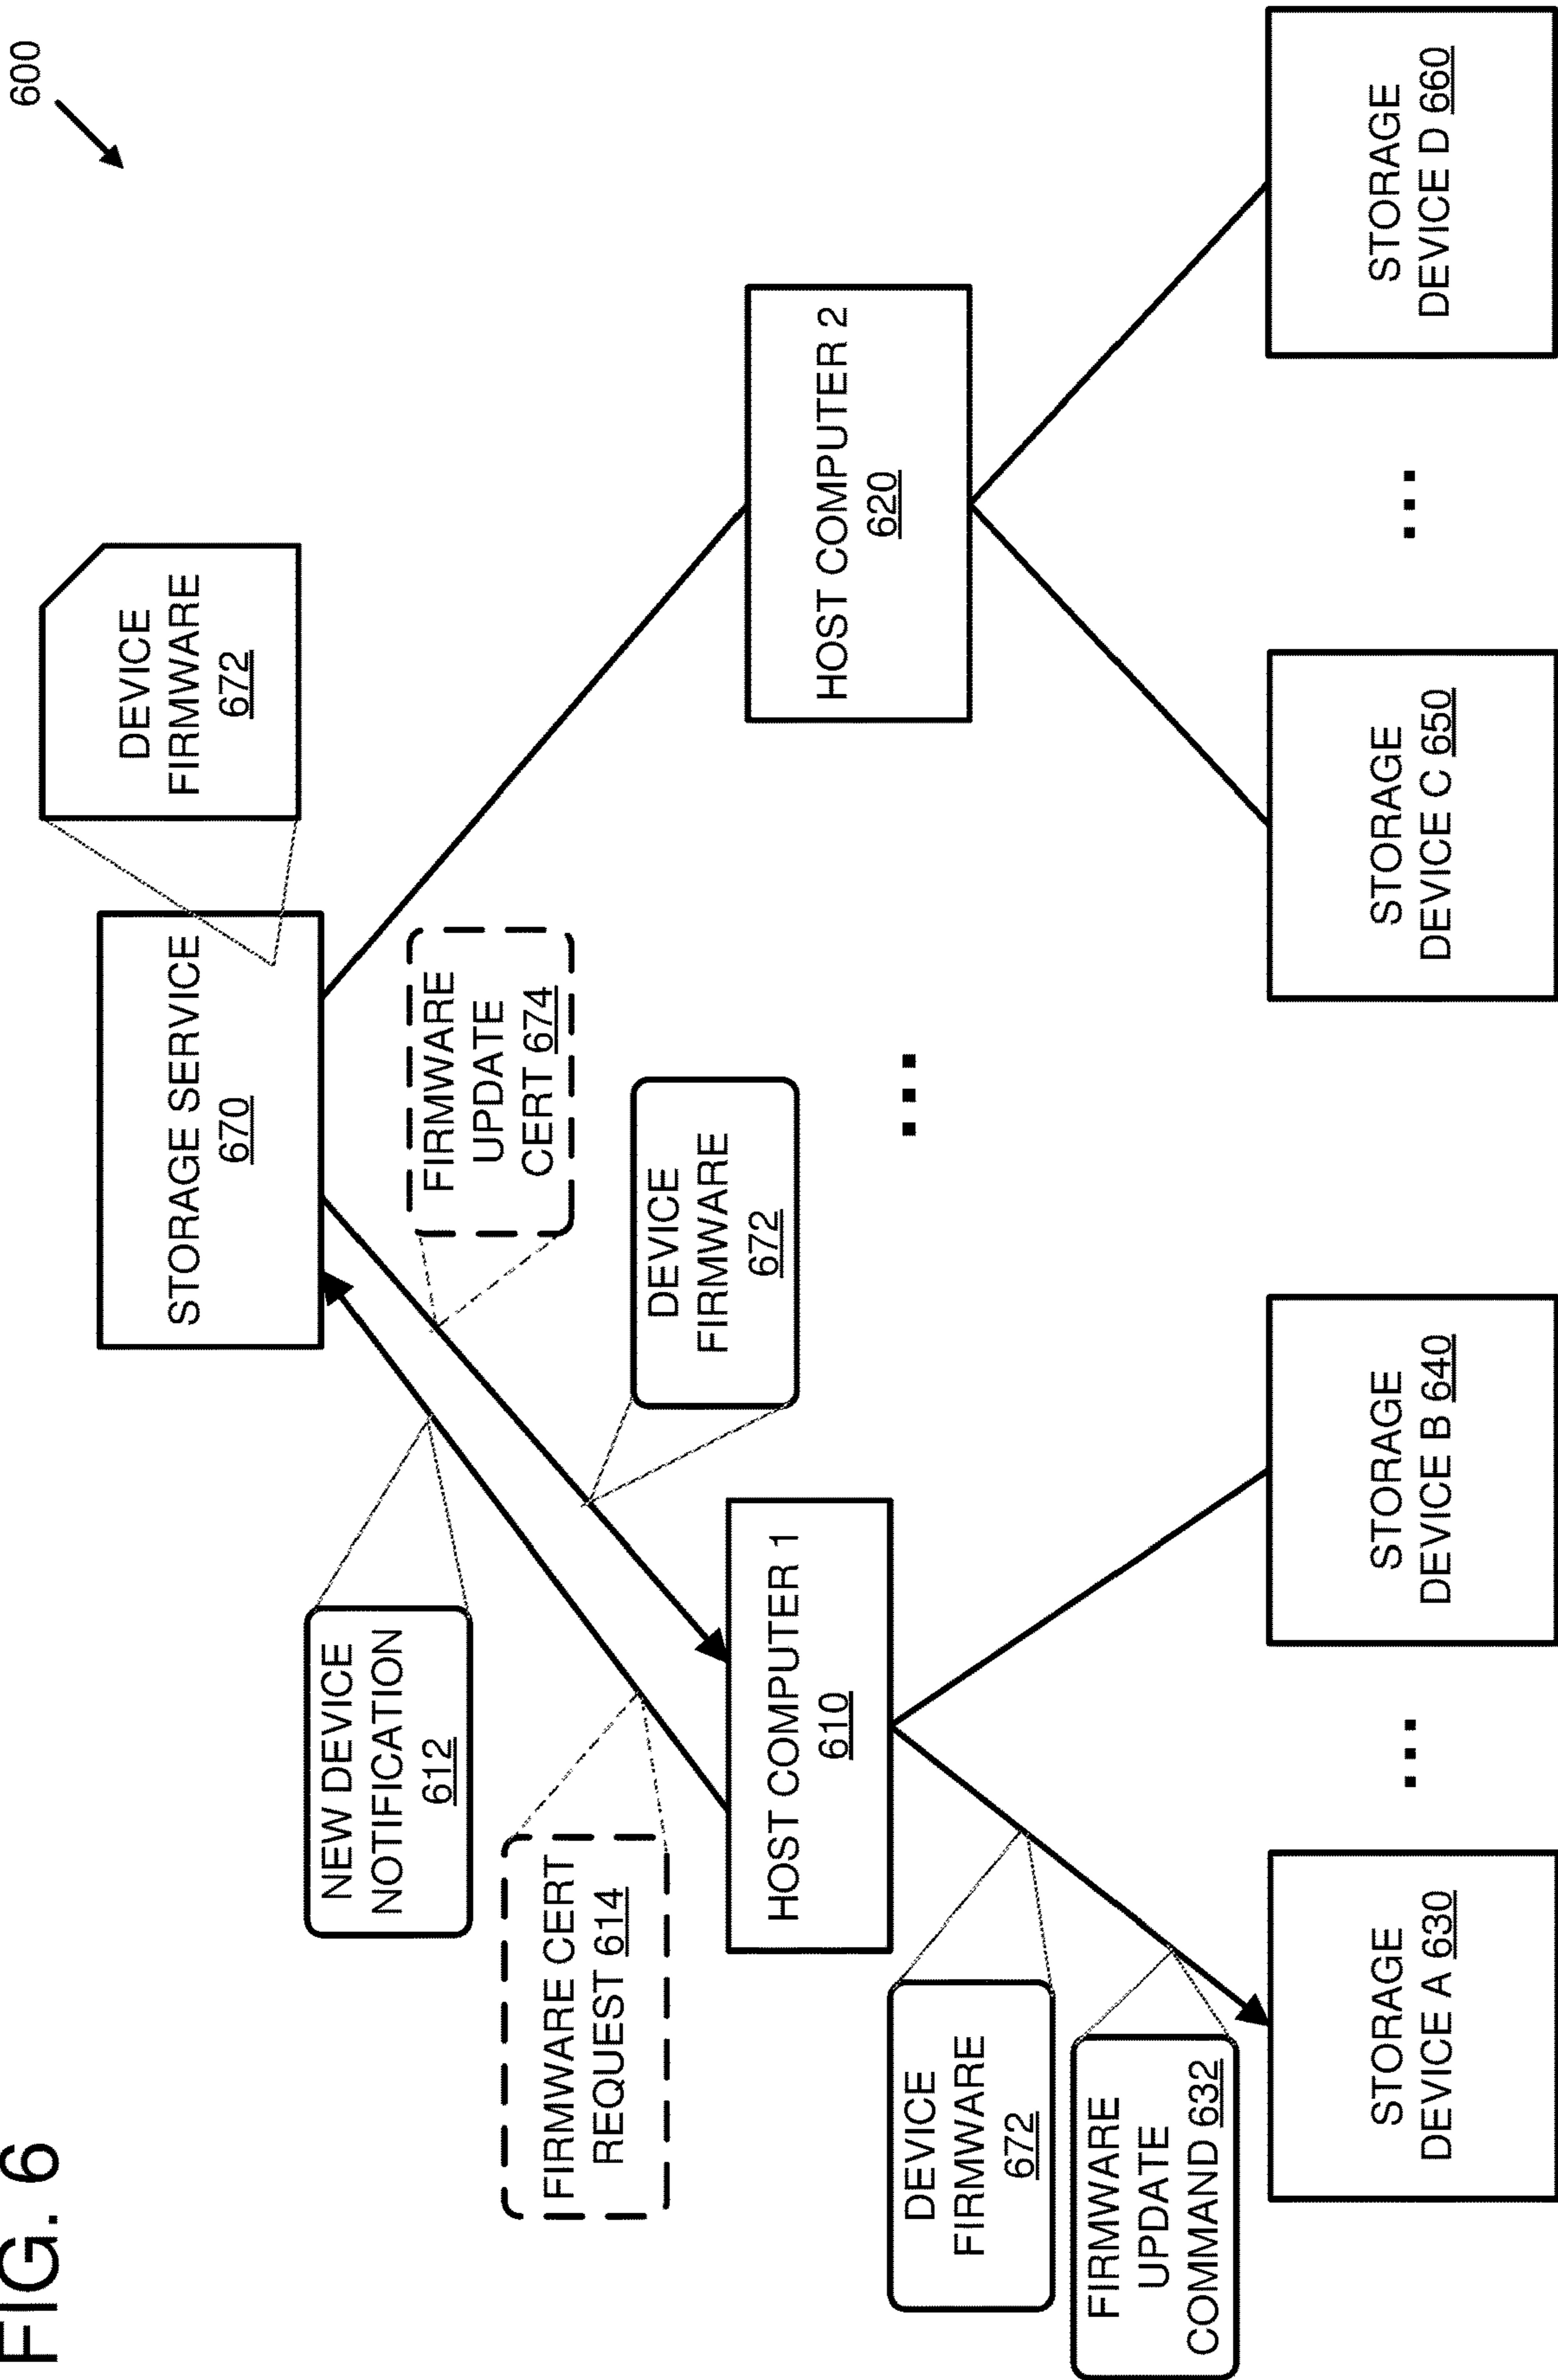 FIG. 6
600
DEVICE
FIRMWARE
672
STORAGE SERVICE
670
NEW DEVICE
NOTIFICATION
612
FIRMWARE
UPDATE
CERT 674
FIRMWARE CERT
REQUEST 614
DEVICE
FIRMWARE
672
HOST COMPUTER 1
610
...
HOST COMPUTER 2
620
DEVICE
FIRMWARE
672
FIRMWARE
UPDATE
COMMAND 632
STORAGE
DEVICE A 630
...
STORAGE
DEVICE B 640
STORAGE
DEVICE C 650
...
STORAGE
DEVICE D 660